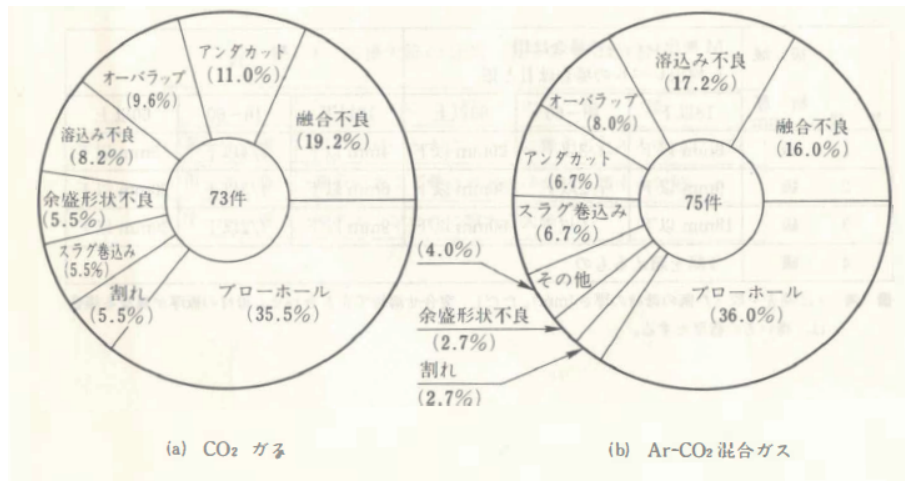 アンダカット
(11.0%)
オーバラップ
(9.6%)
融合不良
(19.2%)
溶込み不良
(8.2%)
余盛形状不良
(5.5%)
73件
スラグ巻込み
(5.5%)
割れ
(5.5%)
ブローホール
(35.5%)
(a) CO₂ ガる
溶込み不良
(17.2%)
オーバラップ
(8.0%)
融合不良
(16.0%)
アンダカット
(6.7%)
スラグ巻込み
(6.7%)
75件
(4.0%)
その他
ブローホール
(36.0%)
余盛形状不良
(2.7%)
割れ
(2.7%)
(b) Ar-CO₂混合ガス